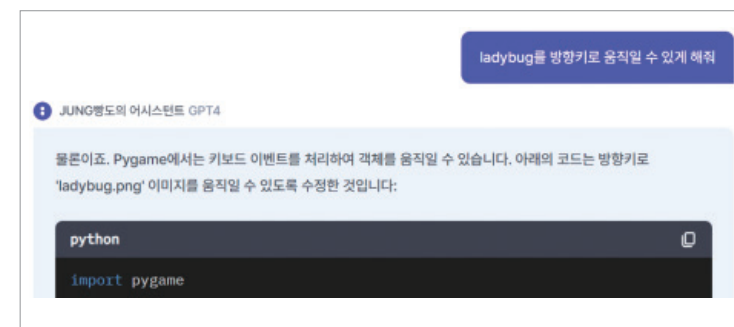 ladybug를 방향키로 움직일 수 있게 해줘
JUNG빵도의 어시스턴트 GPT4
물론이죠. Pygame에서는 키보드 이벤트를 처리하여 객체를 움직일 수 있습니다. 아래의 코드는 방향키로
'ladybug.png' 이미지를 움직일 수 있도록 수정한 것입니다:
python
import pygame